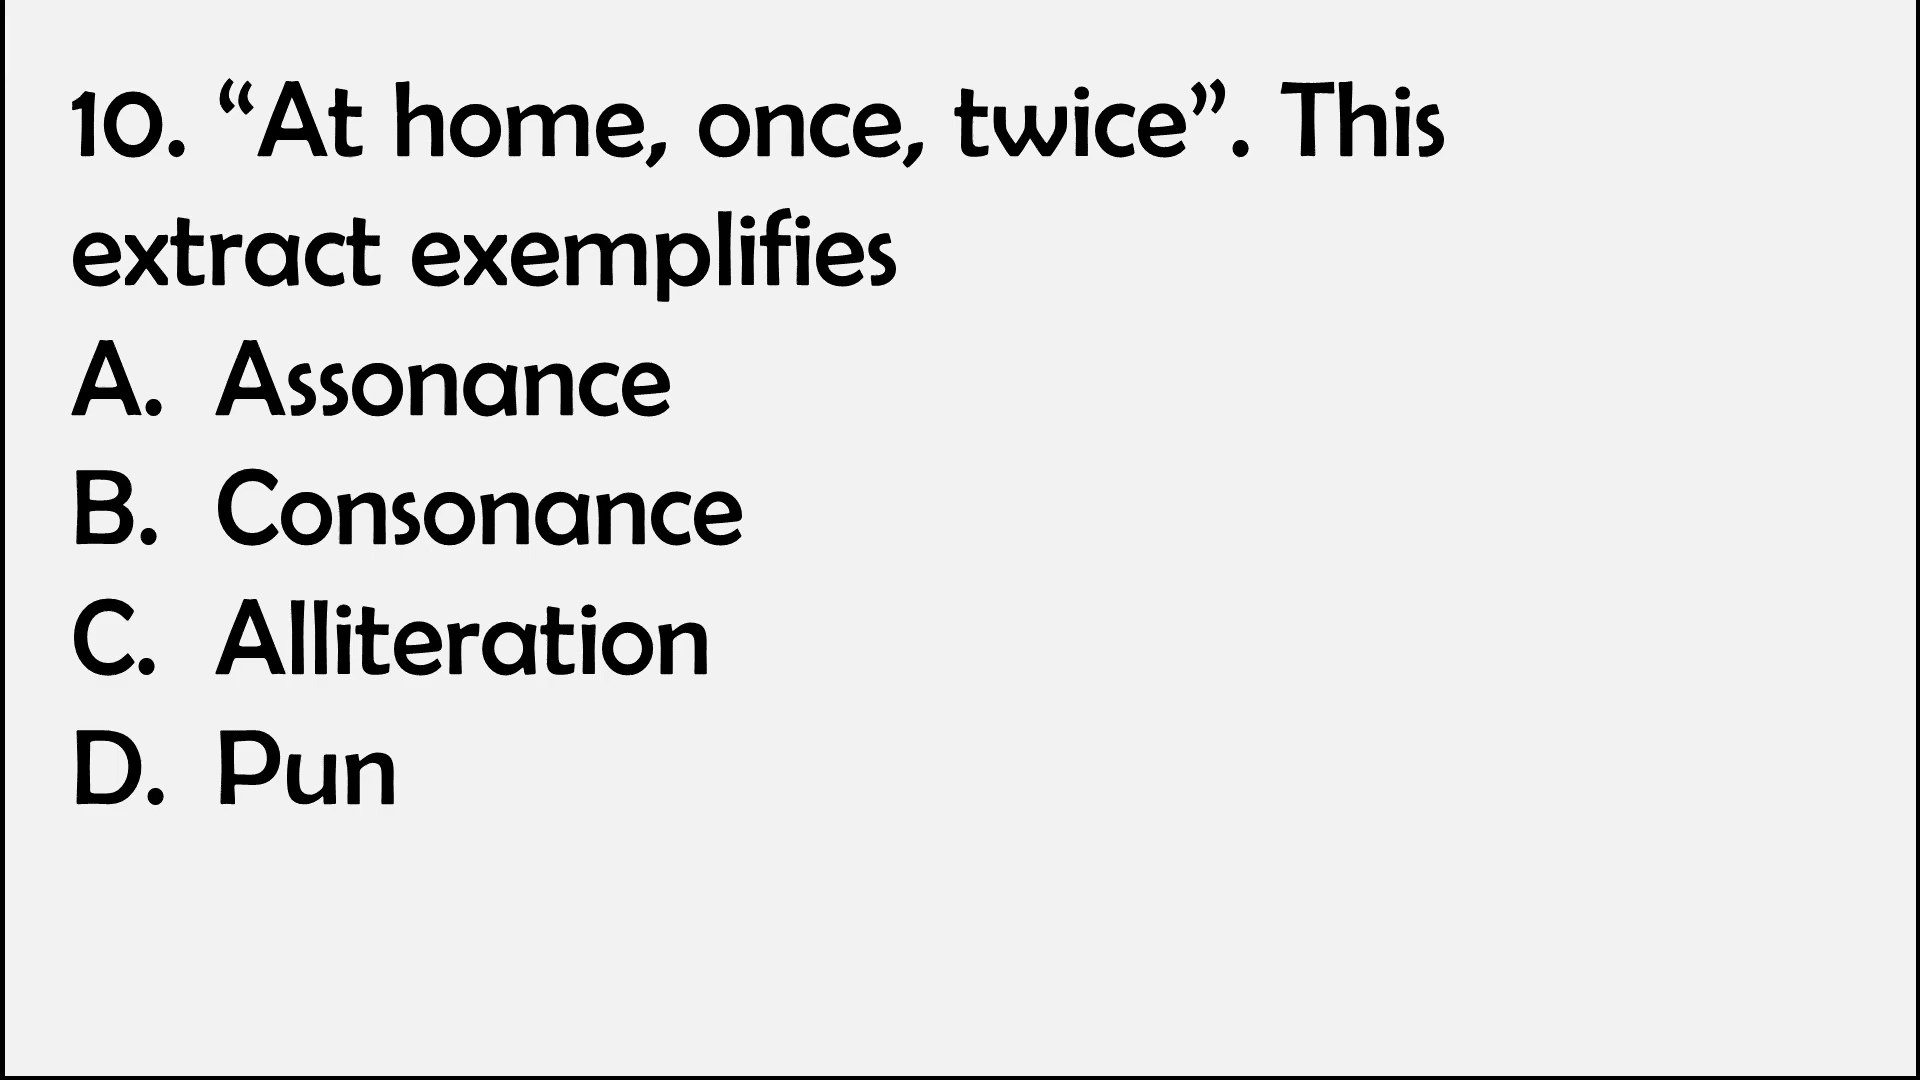 10. “At home, once, twice”. This
extract exemplifies
A. Assonance
B. Consonance
C. Alliteration
D. Pun